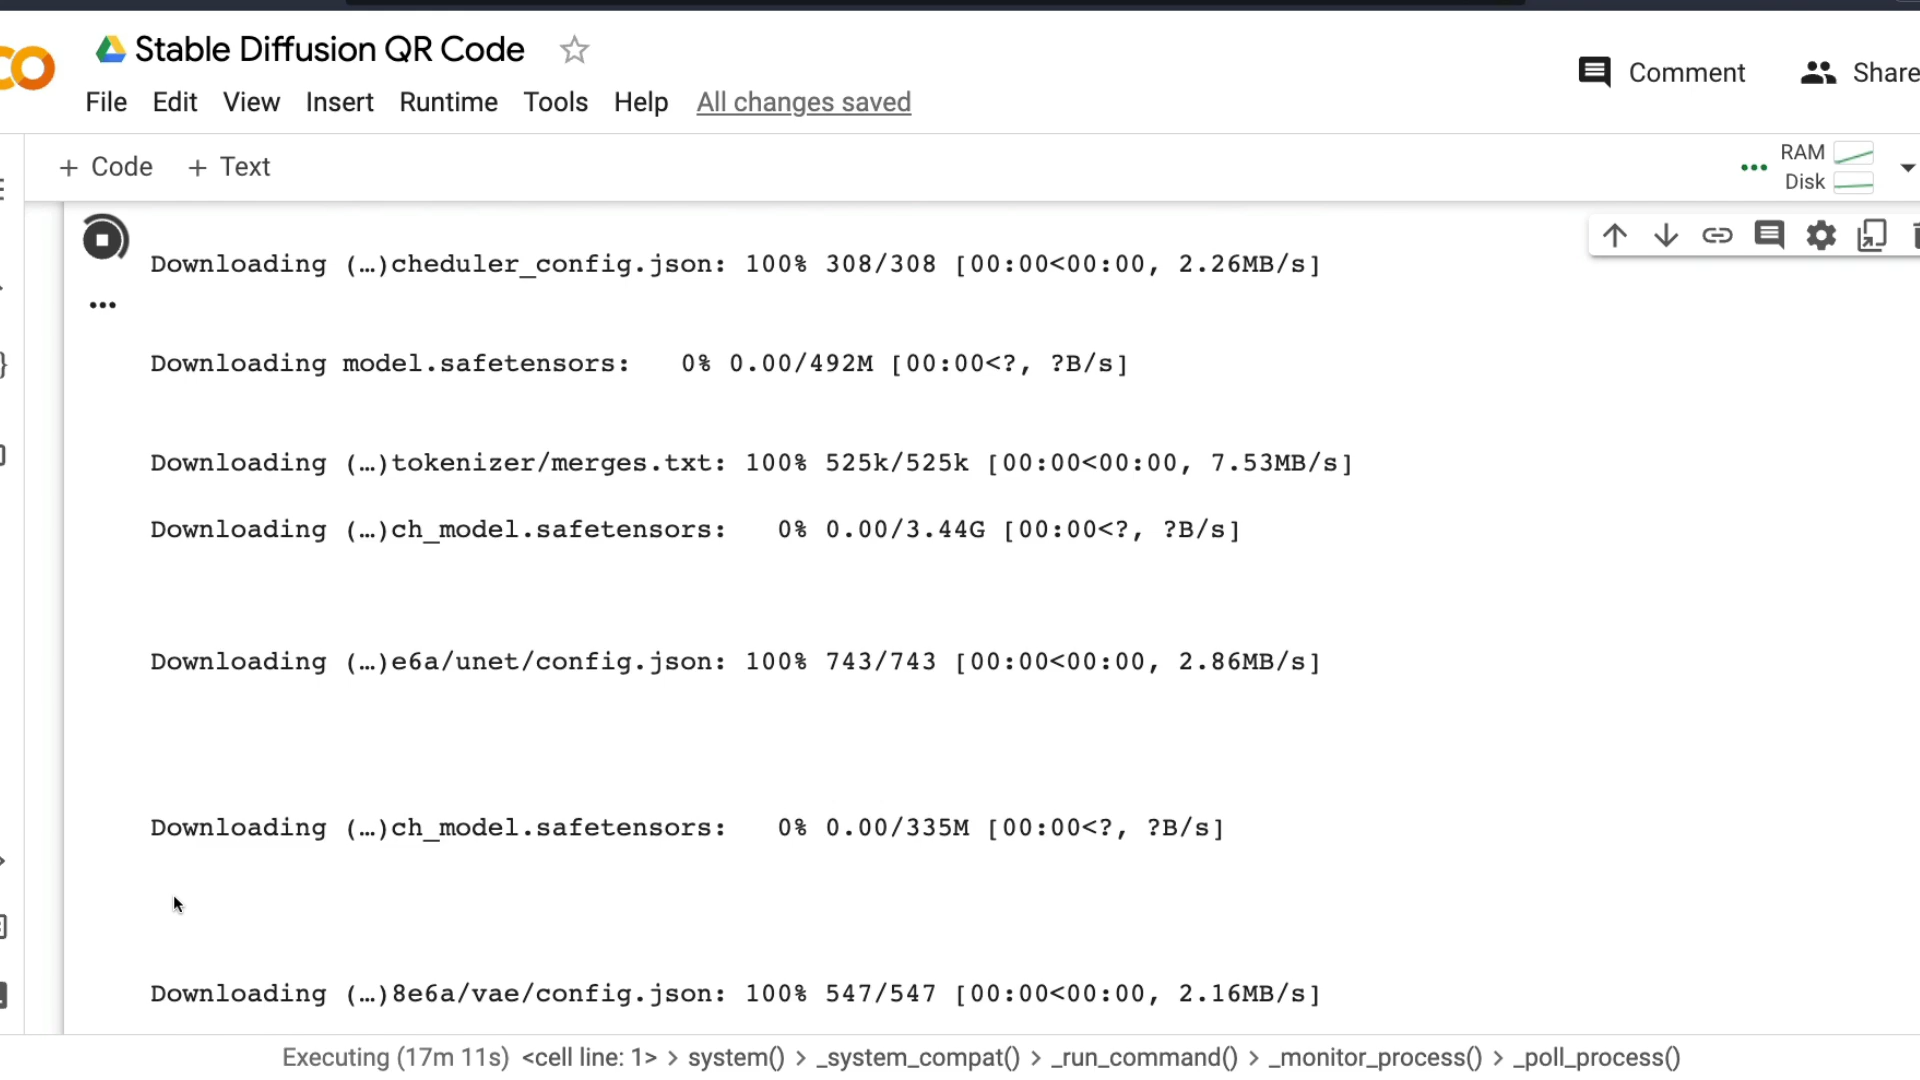 Stable Diffusion QR Code
Comment
Share
File Edit View Insert Runtime Tools Help All changes saved
+ Code + Text
RAM
Disk
Downloading (…)cheduler_config.json: 100% 308/308 [00:00<00:00, 2.26MB/s]
Downloading model.safetensors: 0% 0.00/492M [00:00<?, ?B/s]
Downloading (…)tokenizer/merges.txt: 100% 525k/525k [00:00<00:00, 7.53MB/s]
Downloading (…)ch_model.safetensors: 0% 0.00/3.44G [00:00<?, ?B/s]
Downloading (…)e6a/unet/config.json: 100% 743/743 [00:00<00:00, 2.86MB/s]
Downloading (…)ch_model.safetensors: 0% 0.00/335M [00:00<?, ?B/s]
Downloading (…)8e6a/vae/config.json: 100% 547/547 [00:00<00:00, 2.16MB/s]
Executing (17m 11s) <cell line: 1> > system() > _system_compat() > _run_command() > _monitor_process() > _poll_process()